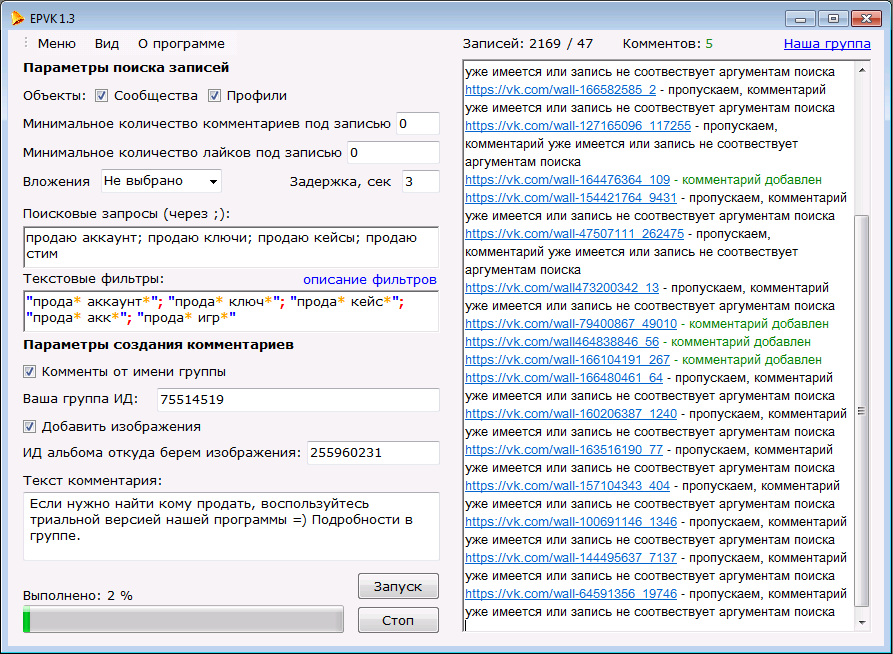 EPVK 1.3
Меню Вид О программе
Записей: 2169 / 47 Комментов: 5 Наша группа
Параметры поиска записей
Объекты: Сообщества Профили
Минимальное количество комментариев под записью 0
Минимальное количество лайков под записью 0
Вложения Не выбрано Задержка, сек 3
Поисковые запросы (через ;):
продаю аккаунт; продаю ключи; продаю кейсы; продаю
стим
Текстовые фильтры: описание фильтров
"прода* аккаунт*"; "прода* ключ*"; "прода* кейс*";
"прода* акк*"; "прода* игр*"
Параметры создания комментариев
Комменты от имени группы
Ваша группа ИД: 75514519
Добавить изображения
ИД альбома откуда берем изображения: 255960231
Текст комментария:
Если нужно найти кому продать, воспользуйтесь
триальной версией нашей программы =) Подробности в
группе.
Выполнено: 2 %
Запуск
Стоп
уже имеется или запись не соотвествует аргументам поиска
https://vk.com/wall-166582585_2 - пропускаем, комментарий
уже имеется или запись не соотвествует аргументам поиска
https://vk.com/wall-127165096_117255 - пропускаем,
комментарий уже имеется или запись не соотвествует
аргументам поиска
https://vk.com/wall-164476364_109 - комментарий добавлен
https://vk.com/wall-154421764_9431 - пропускаем, комментарий
уже имеется или запись не соотвествует аргументам поиска
https://vk.com/wall-47507111_262475 - пропускаем,
комментарий уже имеется или запись не соотвествует
аргументам поиска
https://vk.com/wall473200342_13 - пропускаем, комментарий
уже имеется или запись не соотвествует аргументам поиска
https://vk.com/wall-79400867_49010 - комментарий добавлен
https://vk.com/wall464838846_56 - комментарий добавлен
https://vk.com/wall-166104191_267 - комментарий добавлен
https://vk.com/wall-166480461_64 - пропускаем, комментарий
уже имеется или запись не соотвествует аргументам поиска
https://vk.com/wall-160206387_1240 - пропускаем, комментарий
уже имеется или запись не соотвествует аргументам поиска
https://vk.com/wall-163516190_77 - пропускаем, комментарий
уже имеется или запись не соотвествует аргументам поиска
https://vk.com/wall-157104343_404 - пропускаем, комментарий
уже имеется или запись не соотвествует аргументам поиска
https://vk.com/wall-100691146_1346 - пропускаем, комментарий
уже имеется или запись не соотвествует аргументам поиска
https://vk.com/wall-144495637_7137 - пропускаем, комментарий
уже имеется или запись не соотвествует аргументам поиска
https://vk.com/wall-64591356_19746 - пропускаем, комментарий
уже имеется или запись не соотвествует аргументам поиска